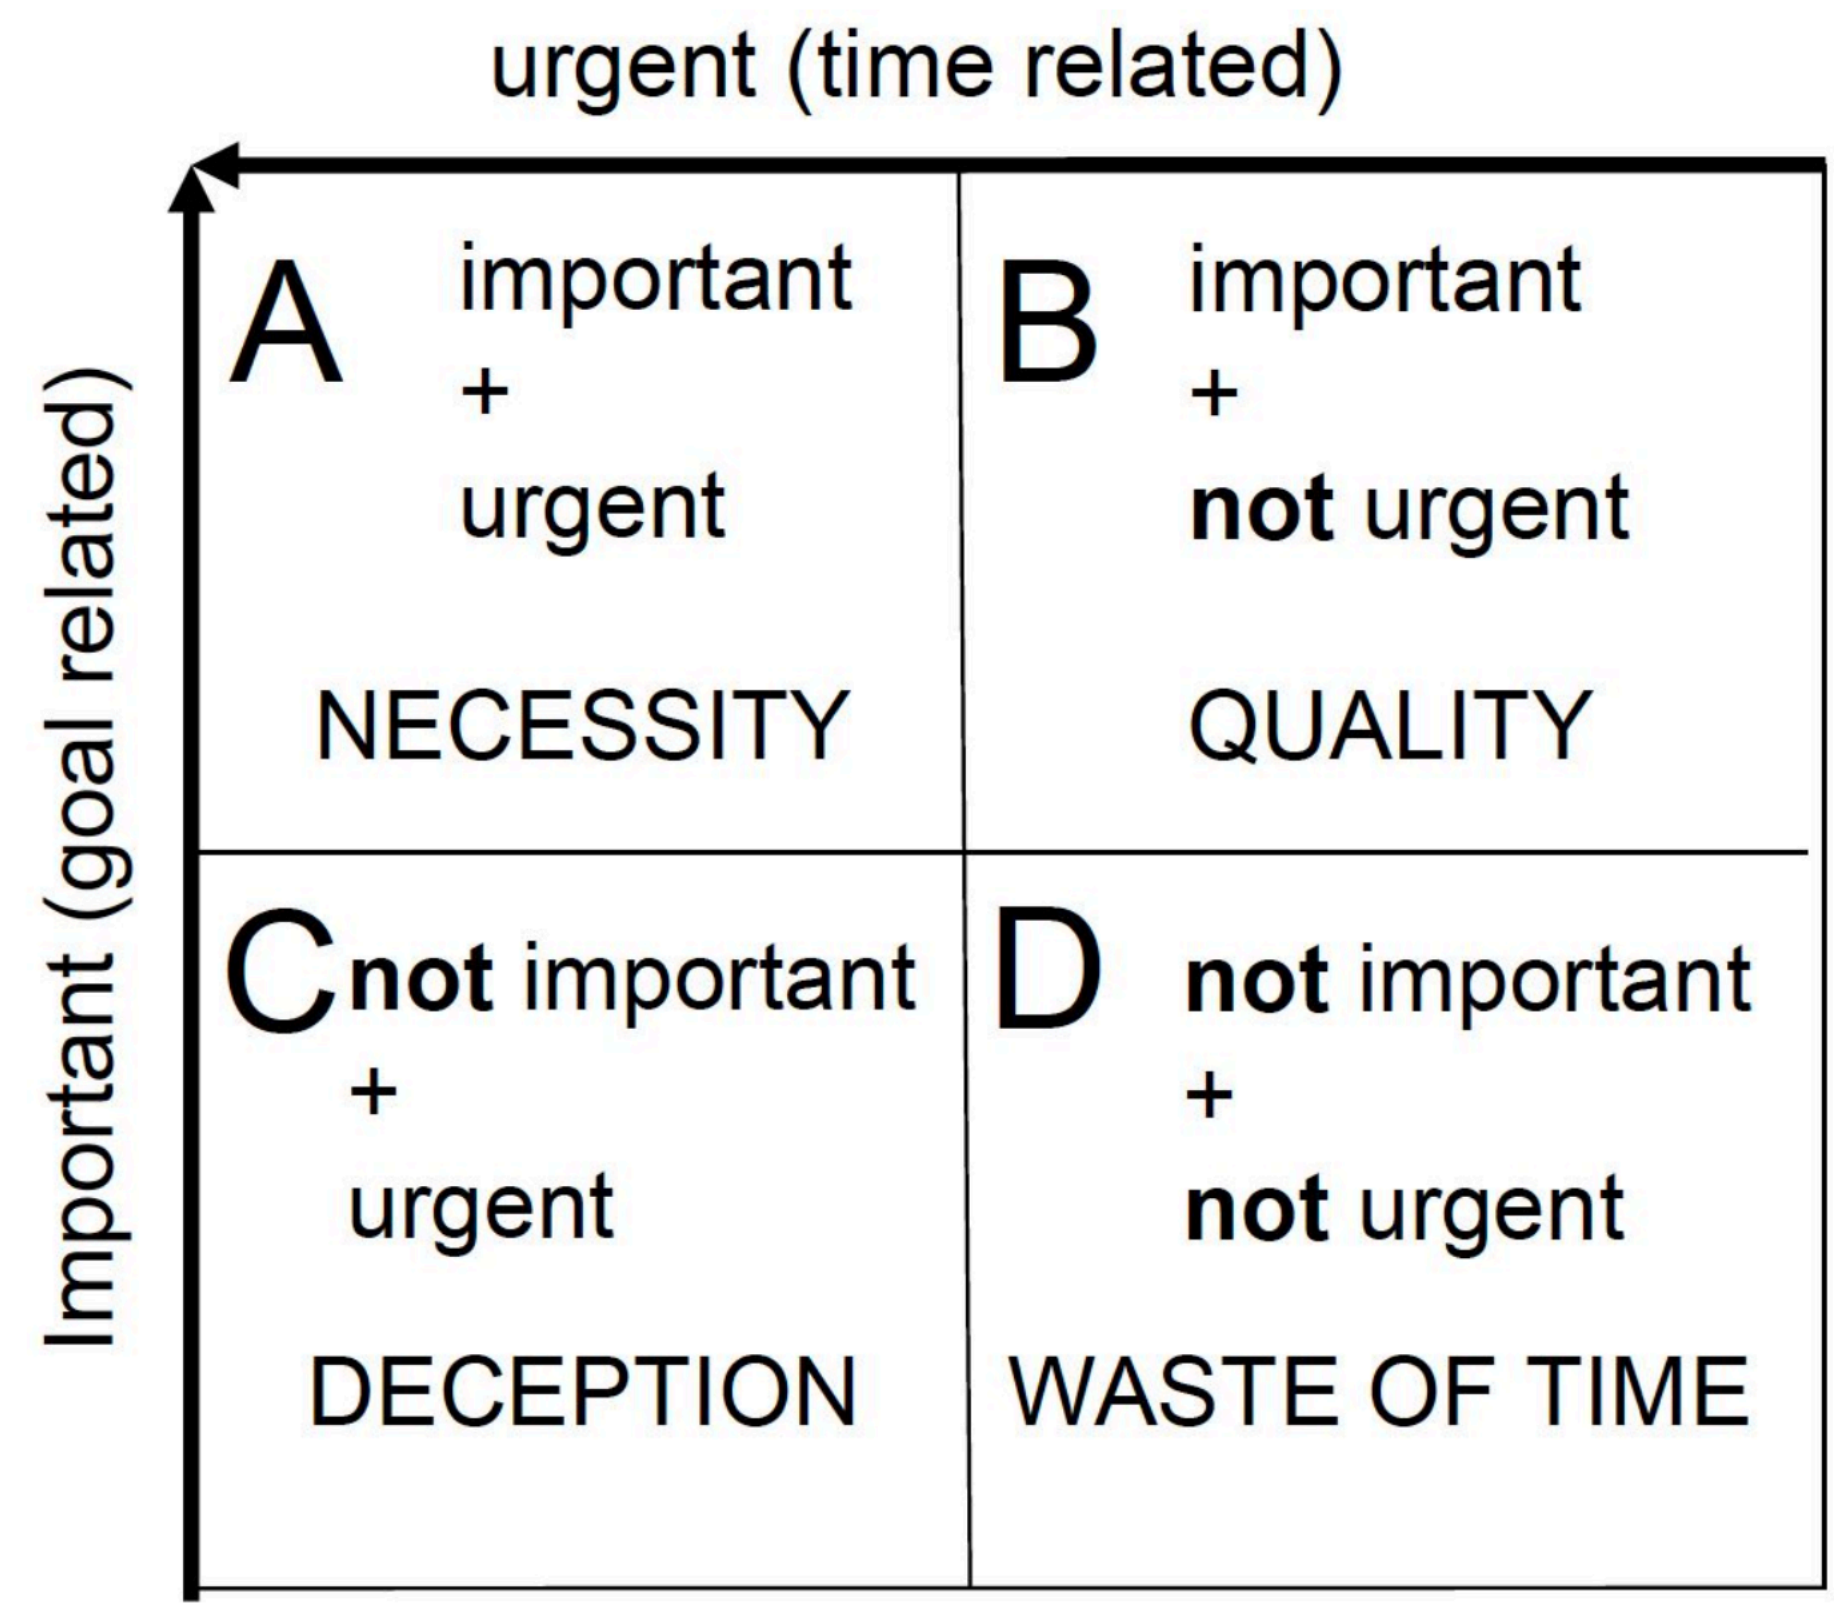 urgent (time related)
Important (goal related)
A
important
+
urgent
NECESSITY
B
important
+
not urgent
QUALITY
C
not important
+
urgent
DECEPTION
D
not important
+
not urgent
WASTE OF TIME